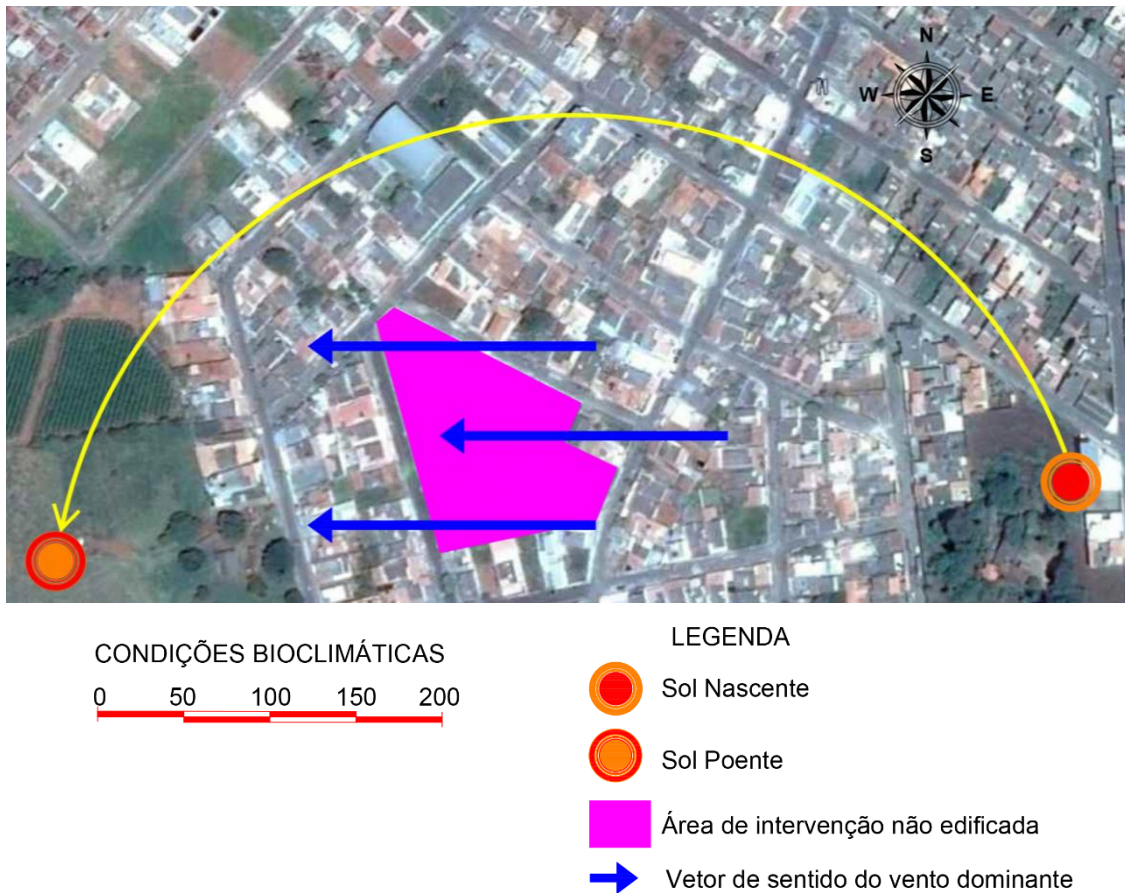 N
W E
S
CONDIÇÕES BIOCLIMÁTICAS
0 50 100 150 200
LEGENDA
Sol Nascente
Sol Poente
Área de intervenção não edificada
Vetor de sentido do vento dominante